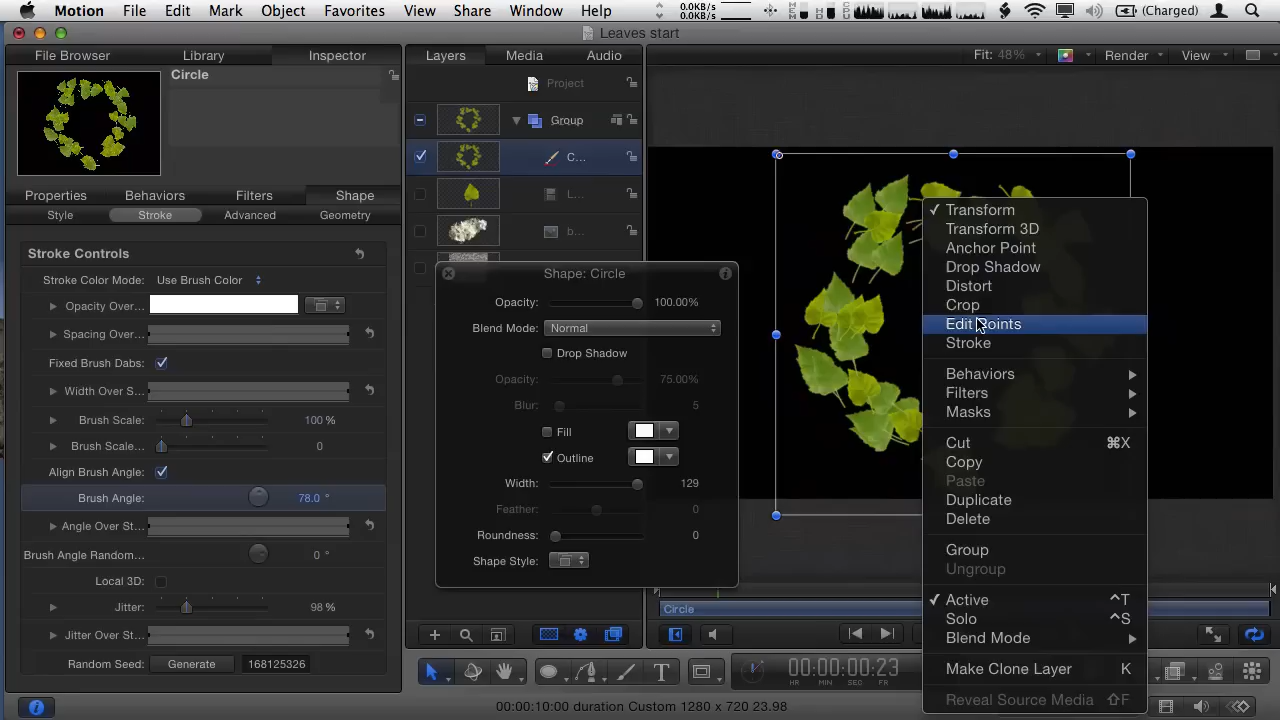 Motion File Edit Mark Object Favorites View Share Window Help 0.0KB/s 0.0KB/s (Charged)
Leaves start
File Browser Library Inspector
Layers Media Audio
Fit: 48% Render View
Circle
Project
Group
C...
L...
b...
Properties Behaviors Filters Shape
Style Stroke Advanced Geometry
Stroke Controls
Stroke Color Mode: Use Brush Color
Opacity Over...
Spacing Over...
Fixed Brush Dabs:
Width Over S...
Brush Scale: 100 %
Brush Scale... 0
Align Brush Angle:
Brush Angle: 78.0 °
Angle Over St...
Brush Angle Random... 0 °
Local 3D:
Jitter: 98 %
Jitter Over St...
Random Seed: Generate 168125326
Shape: Circle
Opacity: 100.00%
Blend Mode: Normal
Drop Shadow
Opacity: 75.00%
Blur: 5
Fill
Outline
Width: 129
Feather: 0
Roundness: 0
Shape Style:
Transform
Transform 3D
Anchor Point
Drop Shadow
Distort
Crop
Edit Points
Stroke
Behaviors
Filters
Masks
Cut ⌘X
Copy
Paste
Duplicate
Delete
Group
Ungroup
Active ^T
Solo ^S
Blend Mode
Make Clone Layer K
Reveal Source Media ⇧F
Circle
T
00:00:00:23
HR MIN SEC FR
00:00:10:00 duration Custom 1280 x 720 23.98